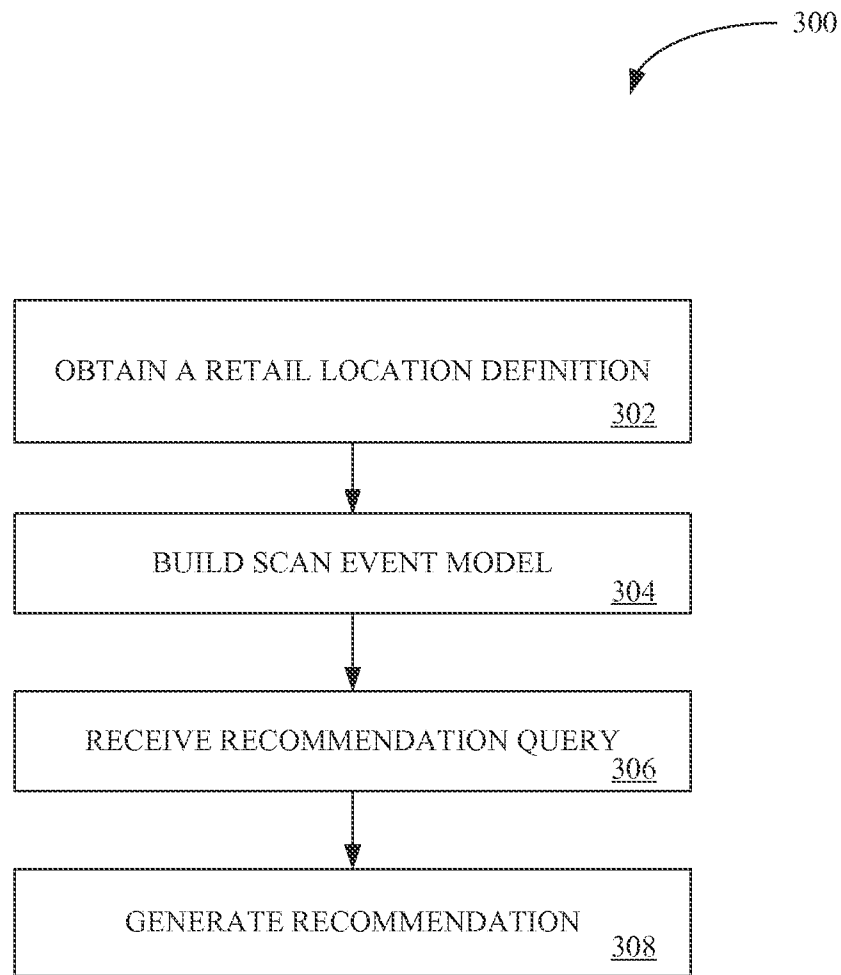 300
OBTAIN A RETAIL LOCATION DEFINITION
302
BUILD SCAN EVENT MODEL
304
RECEIVE RECOMMENDATION QUERY
306
GENERATE RECOMMENDATION
308